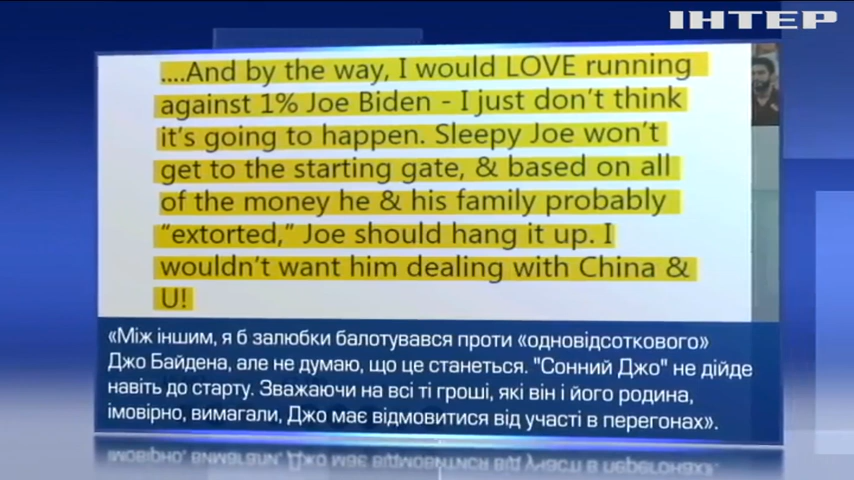 ІНТЕР
....And by the way, I would LOVE running
against 1% Joe Biden - I just don't think
it's going to happen. Sleepy Joe won't
get to the starting gate, & based on all
of the money he & his family probably
“extorted,” Joe should hang it up. I
wouldn't want him dealing with China &
U!
«Між іншим, я б залюбки балотувався проти «одновідсоткового»
Джо Байдена, але не думаю, що це станеться. "Сонний Джо" не дійде
навіть до старту. Зважаючи на всі ті гроші, які він і його родина,
імовірно, вимагали, Джо має відмовитися від участі в перегонах».